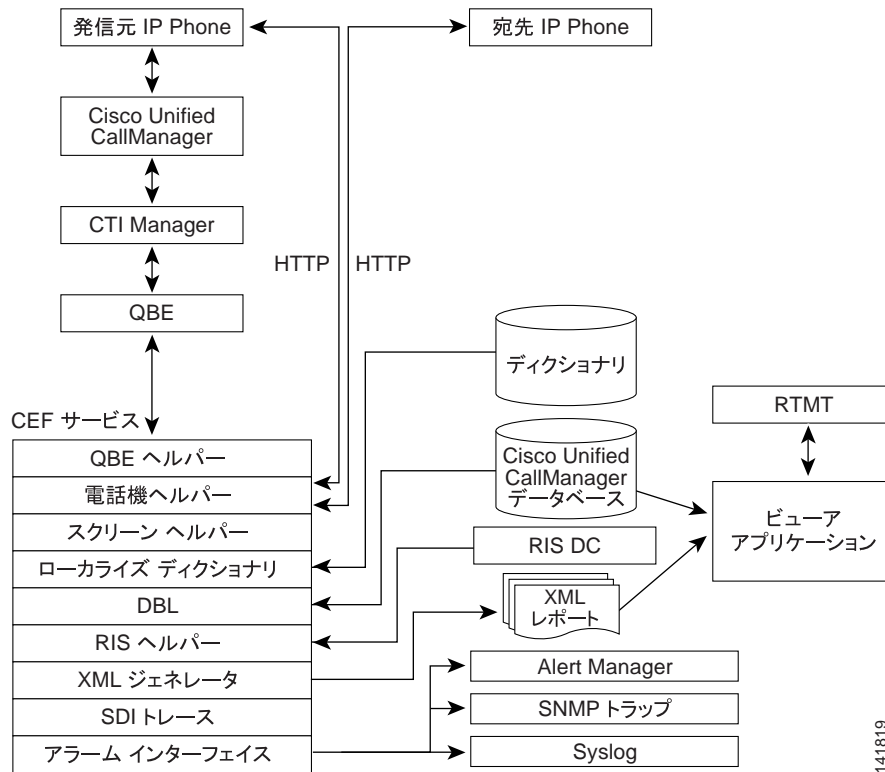 発信元 IP Phone
宛先 IP Phone
Cisco Unified
CallManager
CTI Manager
HTTP
HTTP
QBE
ディクショナリ
RTMT
CEF サービス
QBE ヘルパー
電話機ヘルパー
スクリーン ヘルパー
ローカライズ ディクショナリ
DBL
RIS ヘルパー
XML ジェネレータ
SDI トレース
アラーム インターフェイス
Cisco Unified
CallManager
データベース
ビューア
アプリケーション
RIS DC
XML
レポート
Alert Manager
SNMP トラップ
Syslog
141819